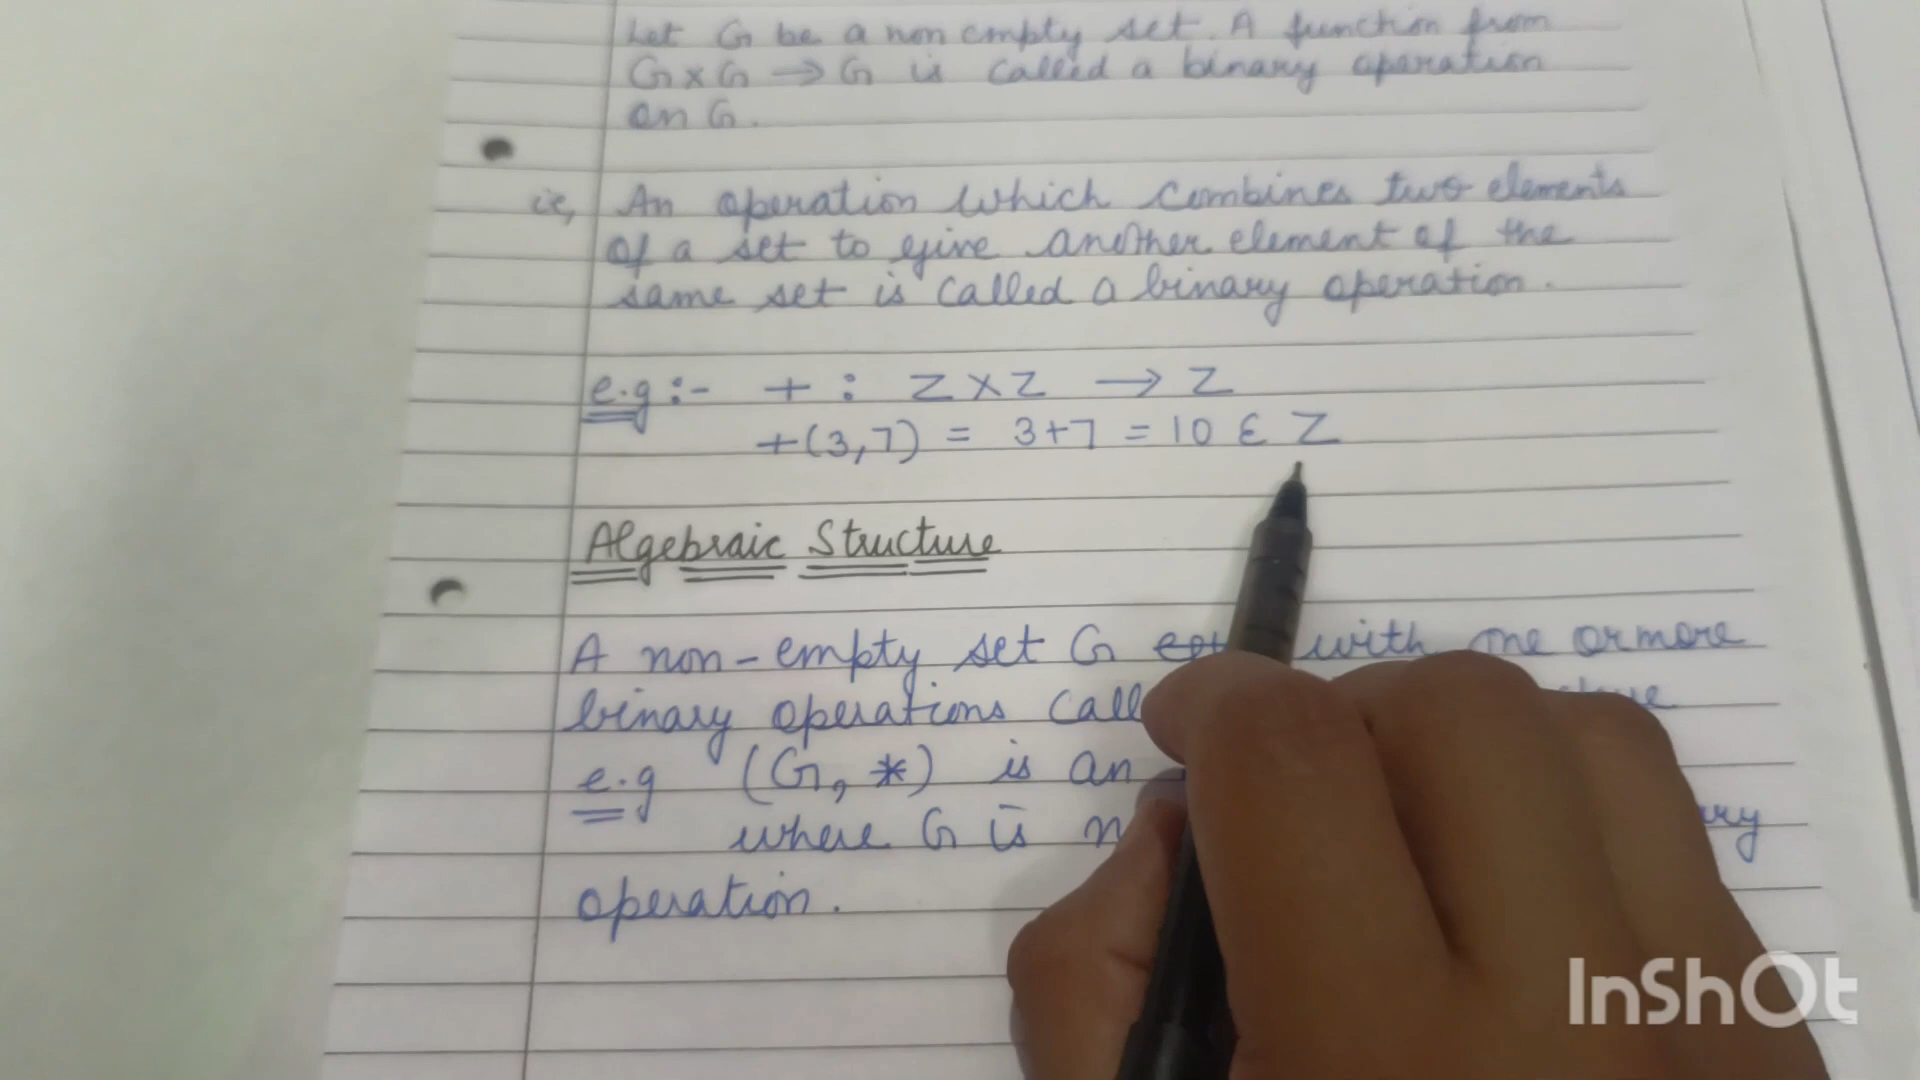 Let G be a non empty set. A function from
G×G → G is called a binary operation
on G.
ie, An operation which combines two elements
of a set to give another element of the
same set is called a binary operation.
e.g :- + : Z×Z → Z
+(3,7) = 3+7 = 10 ε Z
Algebraic Structure
A non-empty set G with one or more
binary operations call
e.g (G, *) is an
where G is n
operation.
InShOt